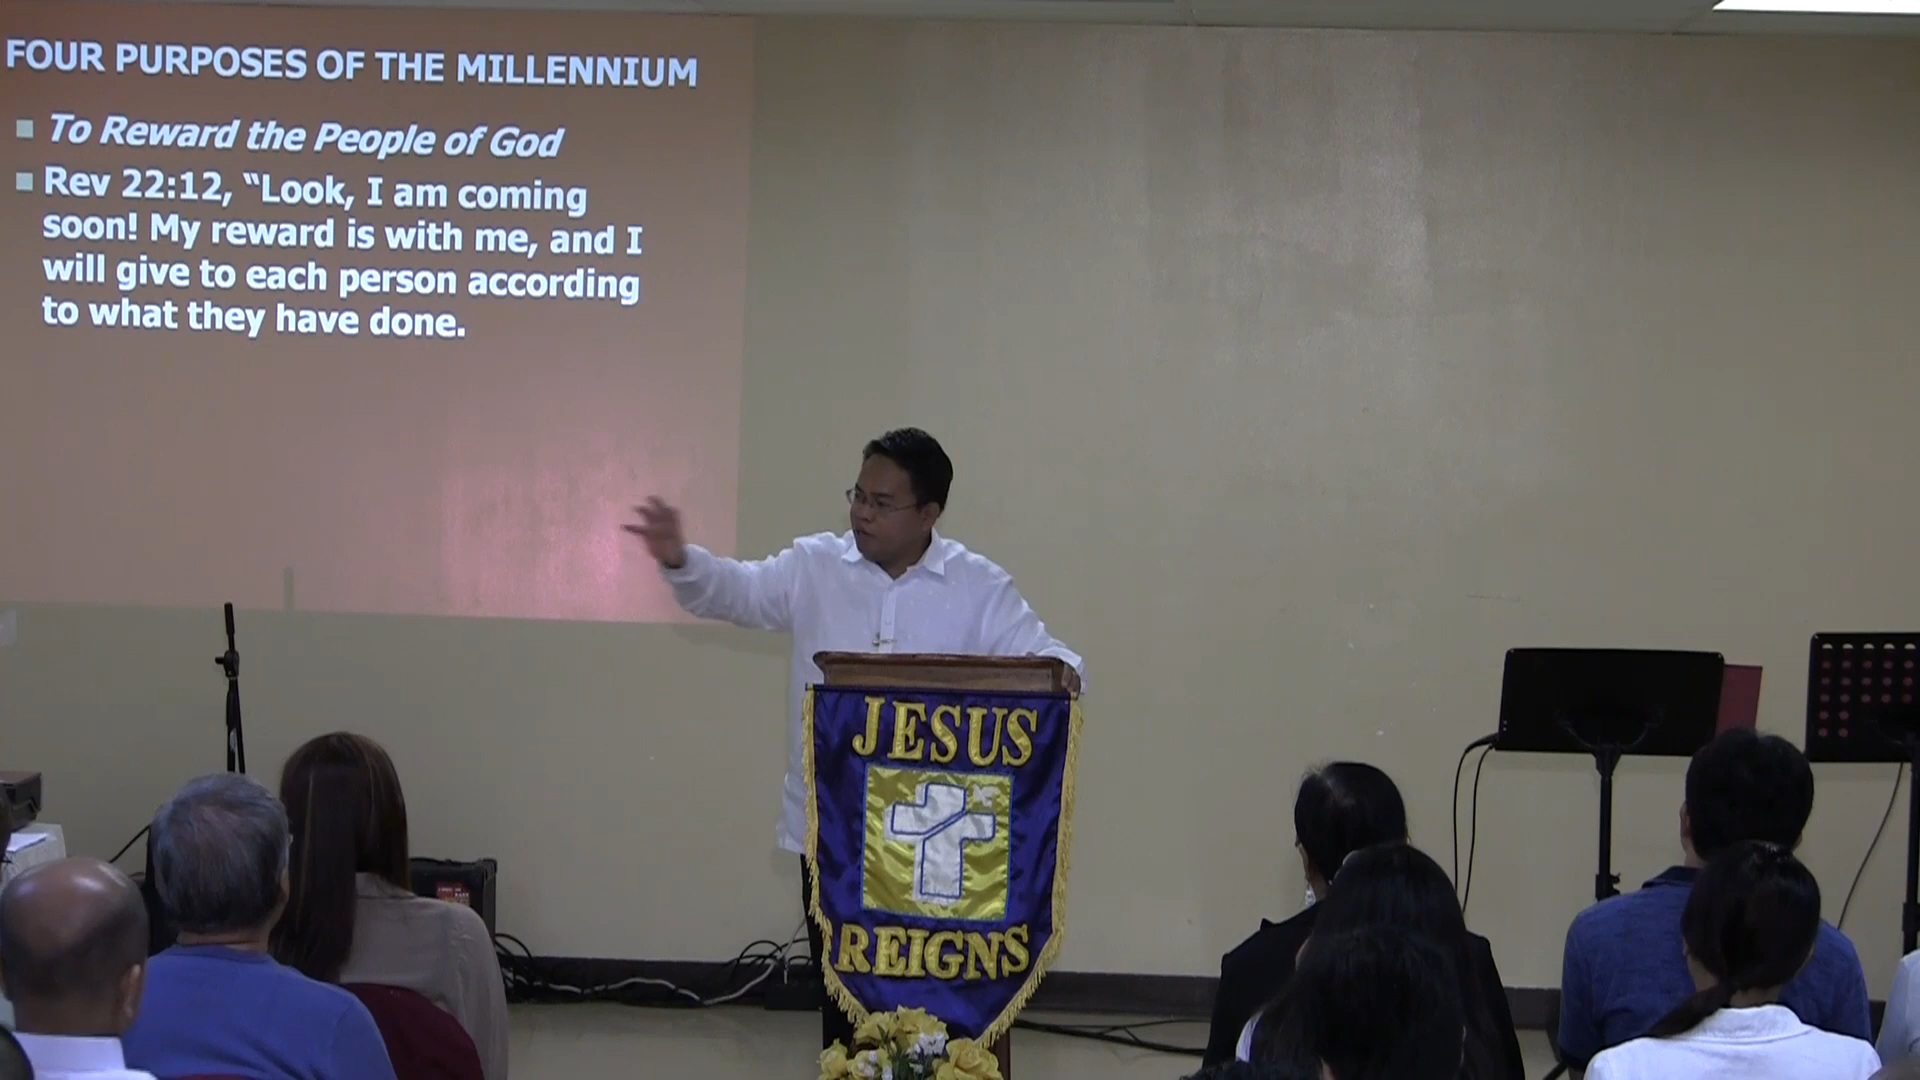 FOUR PURPOSES OF THE MILLENNIUM
To Reward the People of God
Rev 22:12, “Look, I am coming
soon! My reward is with me, and I
will give to each person according
to what they have done.
JESUS
REIGNS